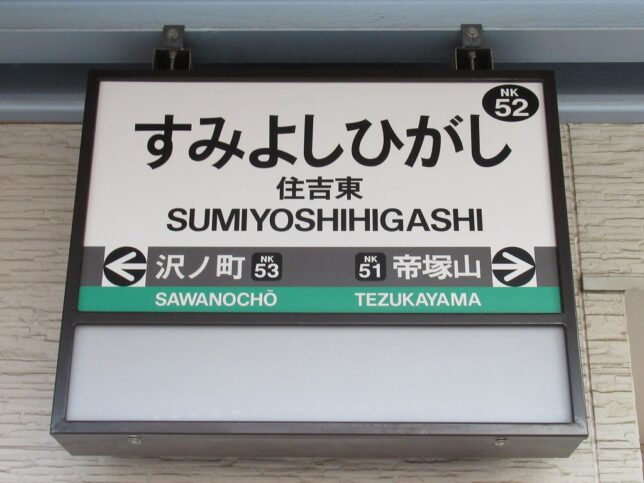 NK
52
すみよしひがし
住吉東
SUMIYOSHIHIGASHI
沢ノ町 NK 53 NK 51 帝塚山
SAWANOCHŌ TEZUKAYAMA